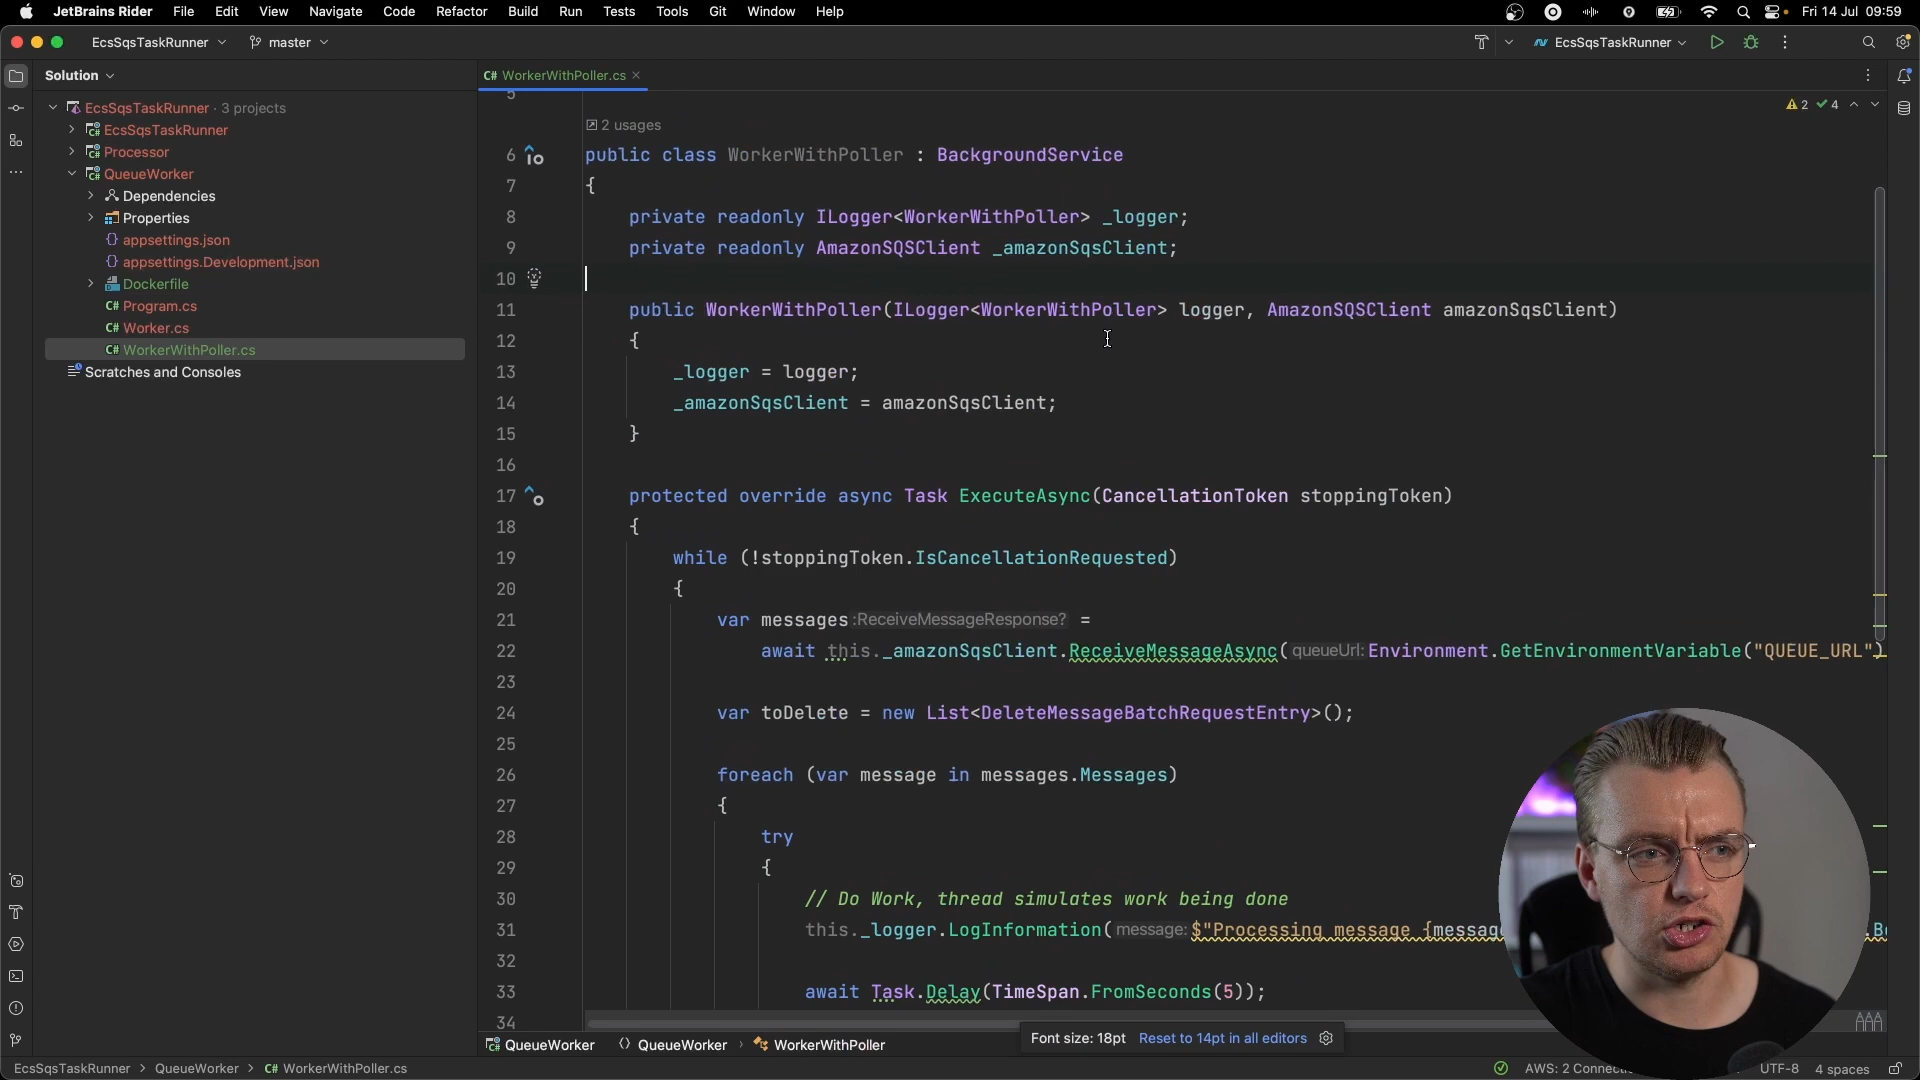 JetBrains Rider File Edit View Navigate Code Refactor Build Run Tests Tools Git Window Help Fri 14 Jul 09:59
EcsSqsTaskRunner master EcsSqsTaskRunner
Solution
C# WorkerWithPoller.cs
EcsSqsTaskRunner · 3 projects
EcsSqsTaskRunner
Processor
QueueWorker
Dependencies
Properties
appsettings.json
appsettings.Development.json
Dockerfile
C# Program.cs
C# Worker.cs
C# WorkerWithPoller.cs
Scratches and Consoles
2 4
5
2 usages
6 public class WorkerWithPoller : BackgroundService
7 {
8 private readonly ILogger<WorkerWithPoller> _logger;
9 private readonly AmazonSQSClient _amazonSqsClient;
10
11 public WorkerWithPoller(ILogger<WorkerWithPoller> logger, AmazonSQSClient amazonSqsClient)
12 {
13 _logger = logger;
14 _amazonSqsClient = amazonSqsClient;
15 }
16
17 protected override async Task ExecuteAsync(CancellationToken stoppingToken)
18 {
19 while (!stoppingToken.IsCancellationRequested)
20 {
21 var messages :ReceiveMessageResponse? =
22 await this._amazonSqsClient.ReceiveMessageAsync( queueUrl: Environment.GetEnvironmentVariable("QUEUE_URL")
23
24 var toDelete = new List<DeleteMessageBatchRequestEntry>();
25
26 foreach (var message in messages.Messages)
27 {
28 try
29 {
30 // Do Work, thread simulates work being done
31 this._logger.LogInformation( message: $"Processing message {messag
32
33 await Task.Delay(TimeSpan.FromSeconds(5));
34
Font size: 18pt Reset to 14pt in all editors
QueueWorker QueueWorker WorkerWithPoller
EcsSqsTaskRunner QueueWorker C# WorkerWithPoller.cs AWS: 2 Connecti UTF-8 4 spaces